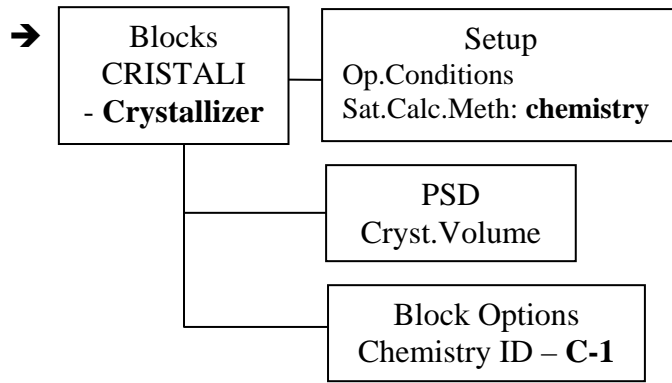 ➔
Blocks
CRISTALI
- Crystallizer
Setup
Op.Conditions
Sat.Calc.Meth: chemistry
PSD
Cryst.Volume
Block Options
Chemistry ID – C-1